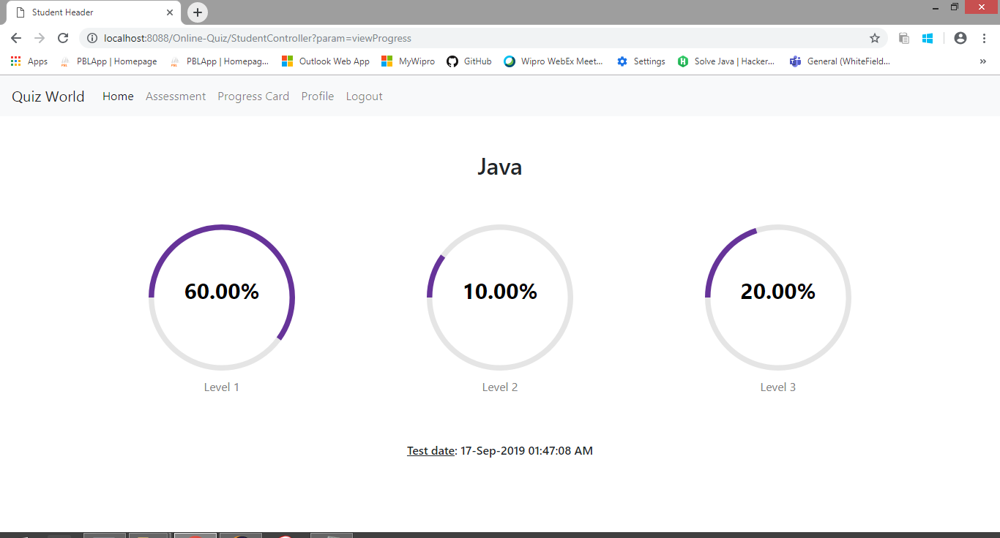 Student Header
localhost:8088/Online-Quiz/StudentController?param=viewProgress
Apps PBLApp | Homepage PBLApp | Homepag... Outlook Web App MyWipro GitHub Wipro WebEx Meet... Settings Solve Java | Hacker... General (WhiteField... »
Quiz World Home Assessment Progress Card Profile Logout
Java
60.00% 10.00% 20.00%
Level 1 Level 2 Level 3
Test date: 17-Sep-2019 01:47:08 AM